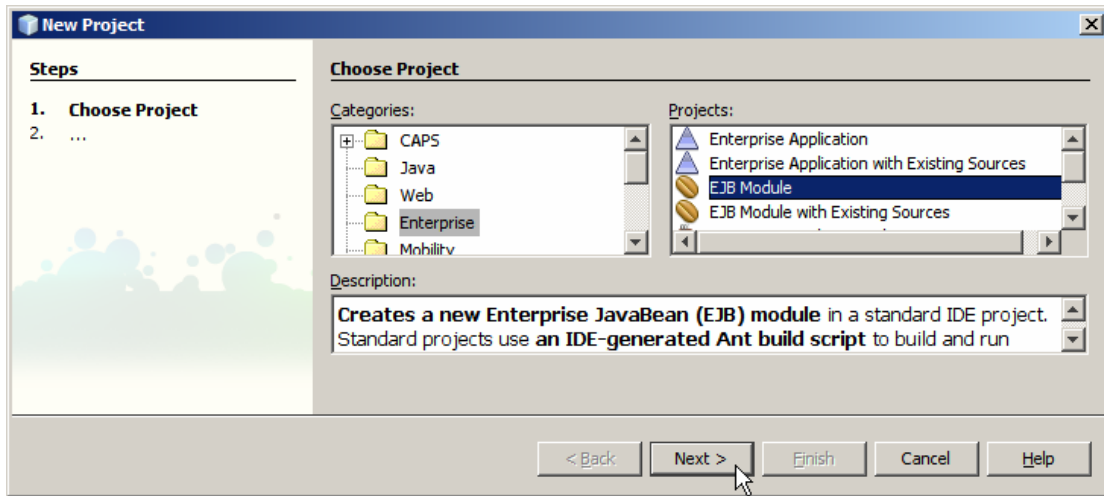 New Project
Steps
1. Choose Project
2. ...
Choose Project
Categories:
CAPS
Java
Web
Enterprise
Mobility
Projects:
Enterprise Application
Enterprise Application with Existing Sources
EJB Module
EJB Module with Existing Sources
Description:
Creates a new Enterprise JavaBean (EJB) module in a standard IDE project.
Standard projects use an IDE-generated Ant build script to build and run
< Back Next > Finish Cancel Help